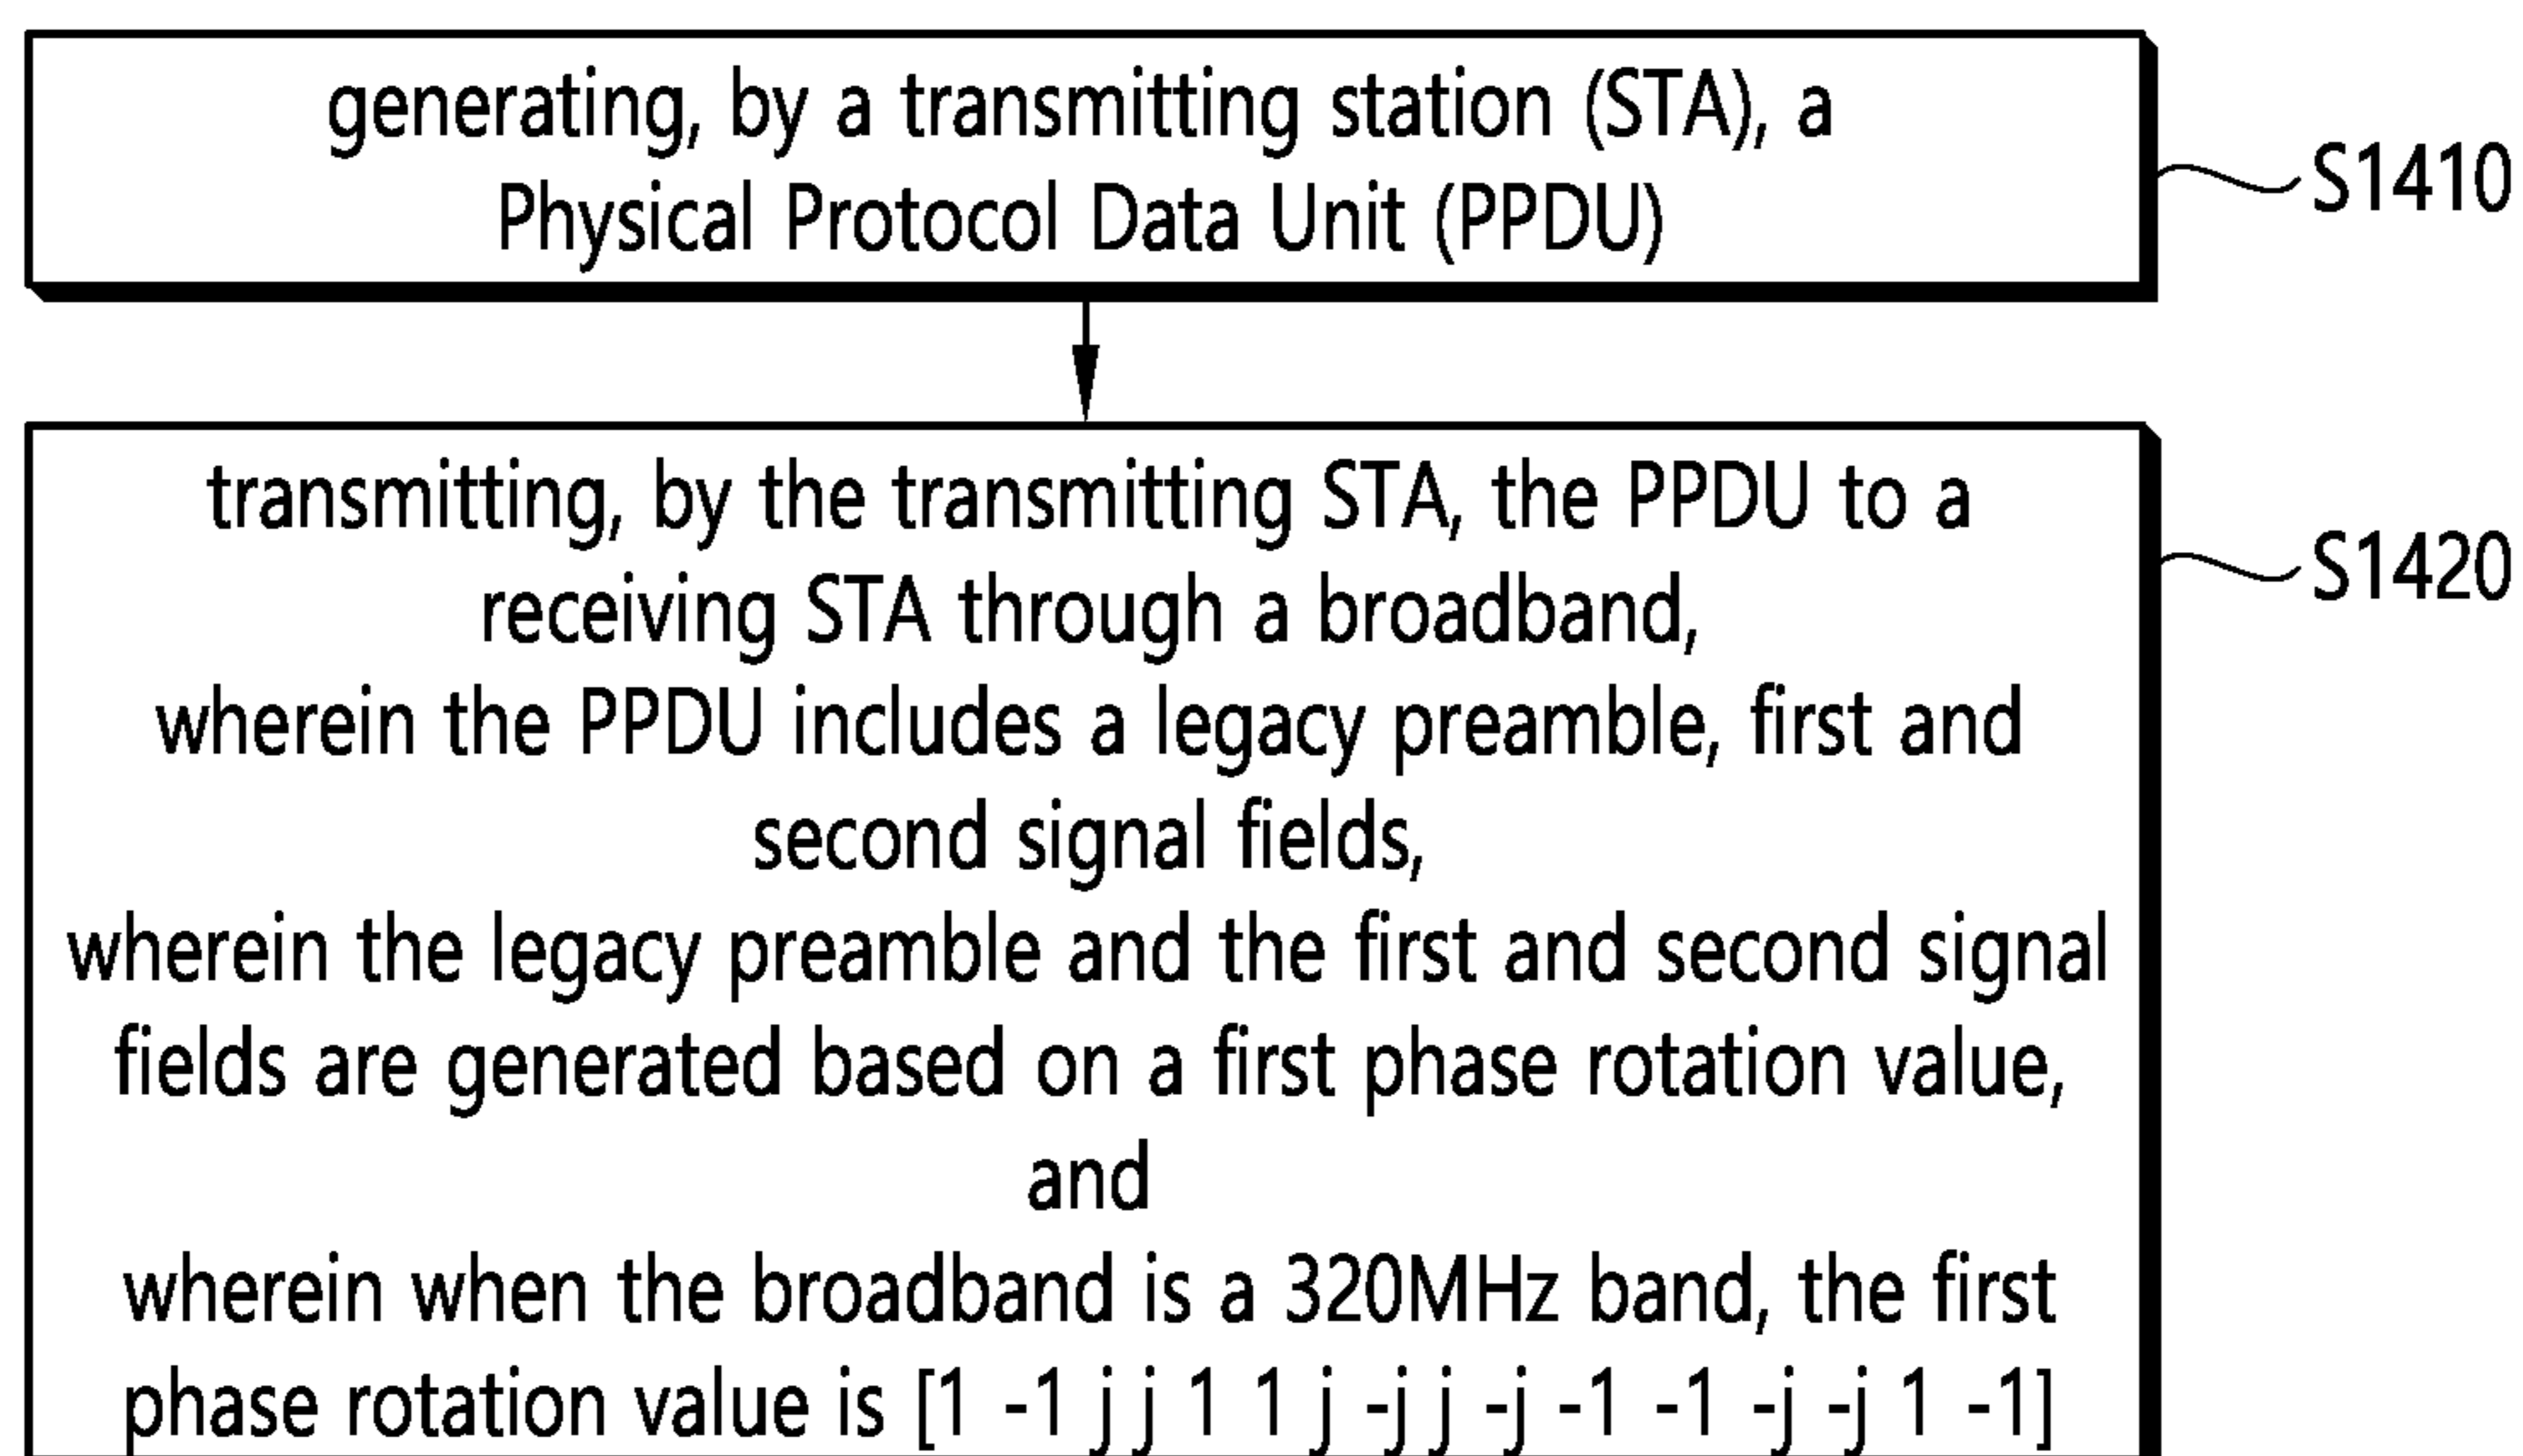 generating, by a transmitting station (STA), a
Physical Protocol Data Unit (PPDU)
S1410
transmitting, by the transmitting STA, the PPDU to a
receiving STA through a broadband,
S1420
wherein the PPDU includes a legacy preamble, first and
second signal fields,
wherein the legacy preamble and the first and second signal
fields are generated based on a first phase rotation value,
and
wherein when the broadband is a 320MHz band, the first
phase rotation value is [1 -1 j j 1 1 j -j j -j -1 -1 -j -j 1 -1]